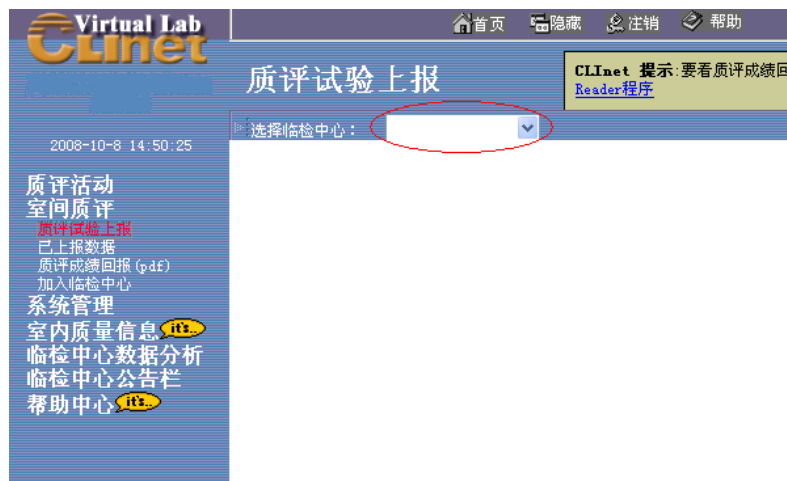 Virtual Lab
CLinet
首页 隐藏 注销 帮助
质评试验上报
CLInet 提示:要看质评成绩回
Reader程序
选择临检中心：
2008-10-8 14:50:25
质评活动
室间质评
质评试验上报
已上报数据
质评成绩回报(pdf)
加入临检中心
系统管理
室内质量信息 it's..
临检中心数据分析
临检中心公告栏
帮助中心 it's..